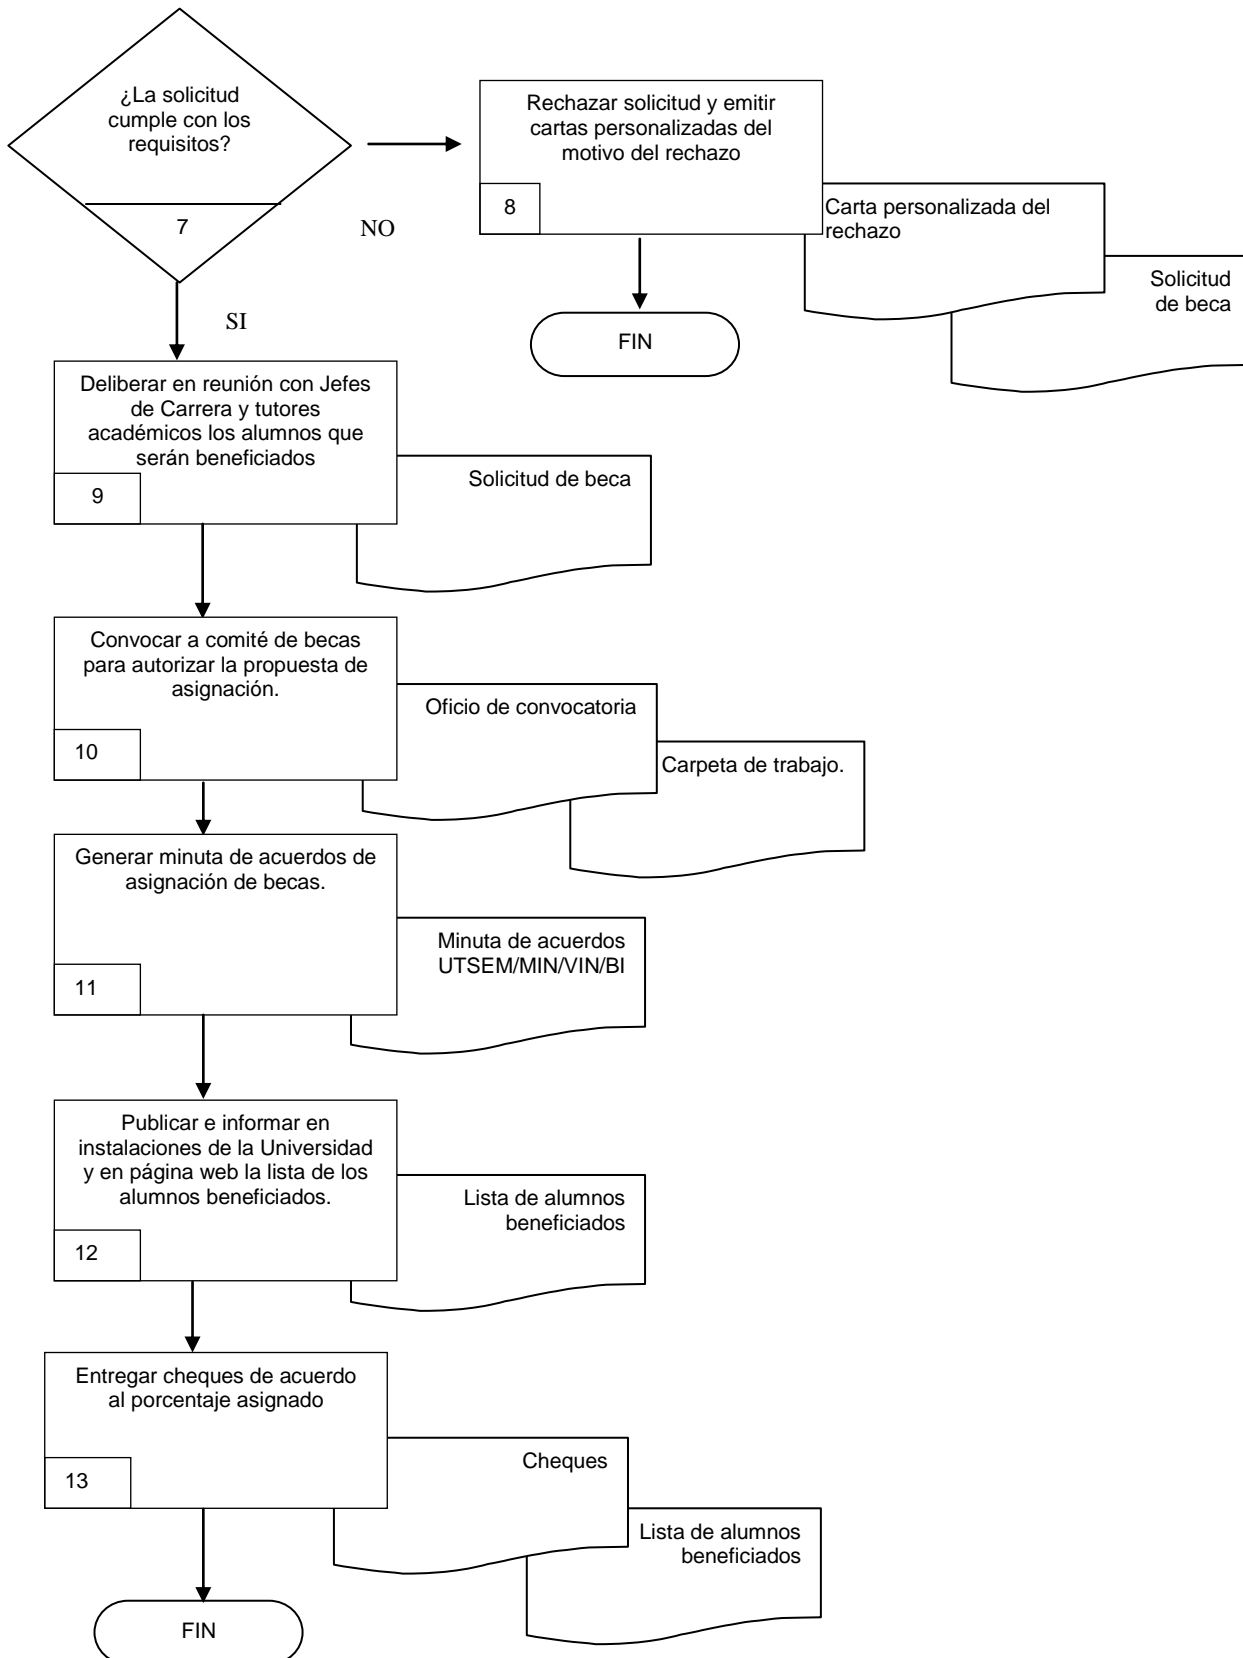 ¿La solicitud
cumple con los
requisitos?
7
NO
SI
Rechazar solicitud y emitir
cartas personalizadas del
motivo del rechazo
8
Carta personalizada del
rechazo
Solicitud
de beca
FIN
Deliberar en reunión con Jefes
de Carrera y tutores
académicos los alumnos que
serán beneficiados
9
Solicitud de beca
Convocar a comité de becas
para autorizar la propuesta de
asignación.
10
Oficio de convocatoria
Carpeta de trabajo.
Generar minuta de acuerdos de
asignación de becas.
11
Minuta de acuerdos
UTSEM/MIN/VIN/BI
Publicar e informar en
instalaciones de la Universidad
y en página web la lista de los
alumnos beneficiados.
12
Lista de alumnos
beneficiados
Entregar cheques de acuerdo
al porcentaje asignado
13
Cheques
Lista de alumnos
beneficiados
FIN